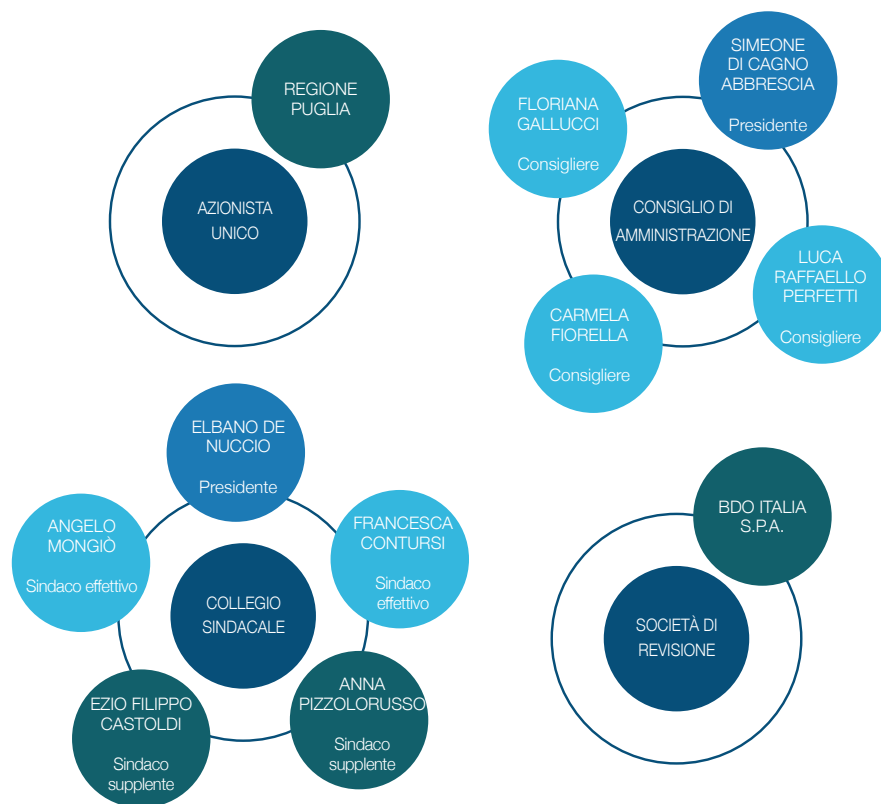 REGIONE
PUGLIA
AZIONISTA
UNICO
SIMEONE
DI CAGNO
ABBRESCIA
Presidente
FLORIANA
GALLUCCI
Consigliere
CONSIGLIO DI
AMMINISTRAZIONE
LUCA
RAFFAELLO
PERFETTI
Consigliere
CARMELA
FIORELLA
Consigliere
ELBANO DE
NUCCIO
Presidente
ANGELO
MONGIÒ
Sindaco effettivo
FRANCESCA
CONTURSI
Sindaco
effettivo
COLLEGIO
SINDACALE
EZIO FILIPPO
CASTOLDI
Sindaco
supplente
ANNA
PIZZOLORUSSO
Sindaco
supplente
BDO ITALIA
S.P.A.
SOCIETÀ DI
REVISIONE